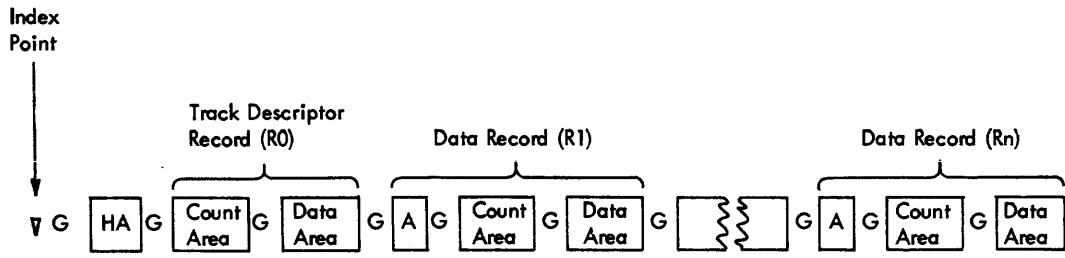 Index
Point
Track Descriptor
Record (R0)
Data Record (R1)
Data Record (Rn)
G HA G Count Area G Data Area G A G Count Area G Data Area G G A G Count Area G Data Area